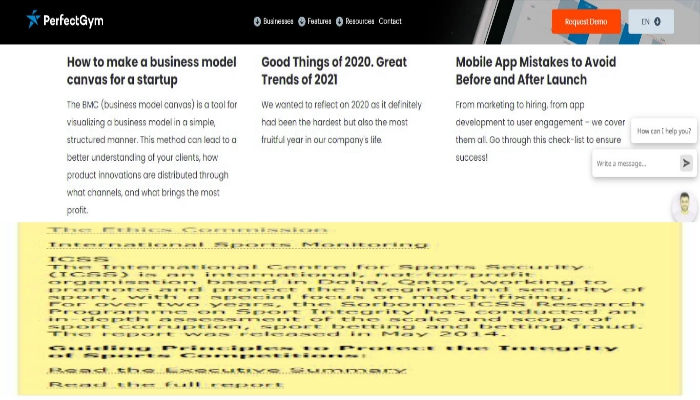 PerfectGym
Businesses Features Resources Contact
Request Demo
EN
How to make a business model
canvas for a startup
The BMC (business model canvas) is a tool for
visualizing a business model in a simple,
structured manner. This method can lead to a
better understanding of your clients, how
product innovations are distributed through
what channels, and what brings the most
profit.
Good Things of 2020. Great
Trends of 2021
We wanted to reflect on 2020 as it definitely
had been the hardest but also the most
fruitful year in our company's life.
Mobile App Mistakes to Avoid
Before and After Launch
From marketing to hiring, from app
development to user engagement – we cover
them all. Go through this check-list to ensure
success!
How can I help you?
Write a message...
The Ethics Commission
International Sports Monitoring
ICSS
The International Centre for Sports Security
(ICSS) is an international, not-for-profit
organisation based in Doha, Qatar, working to
promote and protect the integrity and security of
sport, with a special focus on match-fixing.
For over two years, the Sorbonne-ICSS Research
Programme on Sport Integrity has conducted an
in-depth assessment of the scale and scope of
sport corruption, sport betting and betting fraud.
The report was released in May 2014.
Guiding Principles to Protect the Integrity
of Sports Competitions:
Read the Executive Summary
Read the full report